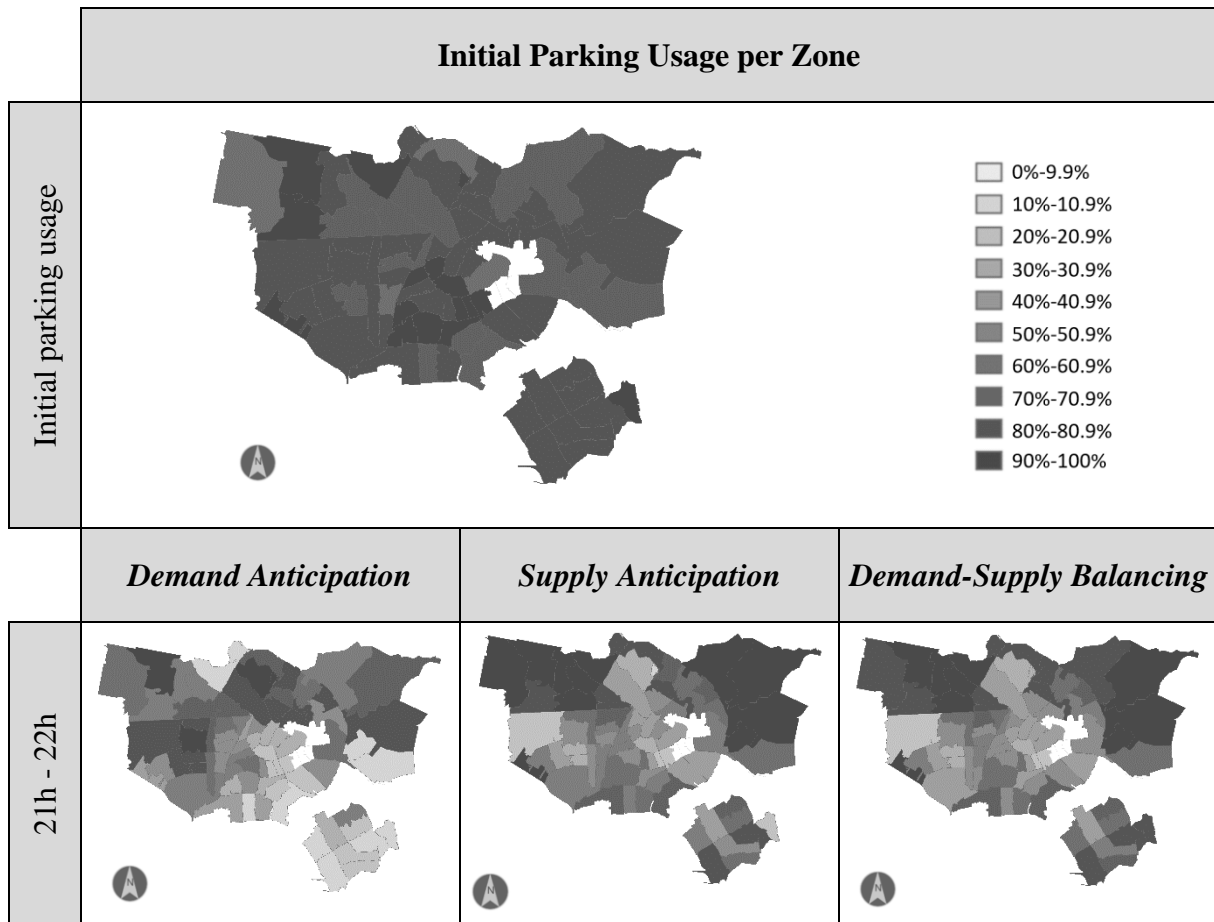 Initial Parking Usage per Zone
Initial parking usage
0%-9.9%
10%-10.9%
20%-20.9%
30%-30.9%
40%-40.9%
50%-50.9%
60%-60.9%
70%-70.9%
80%-80.9%
90%-100%
N
Demand Anticipation
Supply Anticipation
Demand-Supply Balancing
21h - 22h
N
N
N